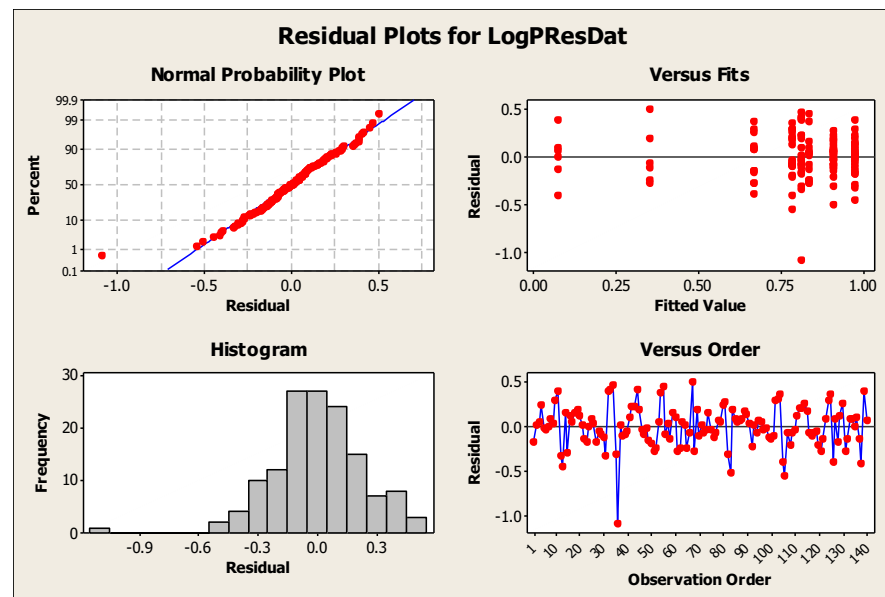 Residual Plots for LogPResDat
Normal Probability Plot
99.9
99
90
50
10
1
0.1
Percent
-1.0 -0.5 0.0 0.5
Residual
Versus Fits
0.5
0.0
-0.5
-1.0
Residual
0.00 0.25 0.50 0.75 1.00
Fitted Value
Histogram
30
20
10
0
Frequency
-0.9 -0.6 -0.3 0.0 0.3
Residual
Versus Order
0.5
0.0
-0.5
-1.0
Residual
1 10 20 30 40 50 60 70 80 90 100 110 120 130 140
Observation Order